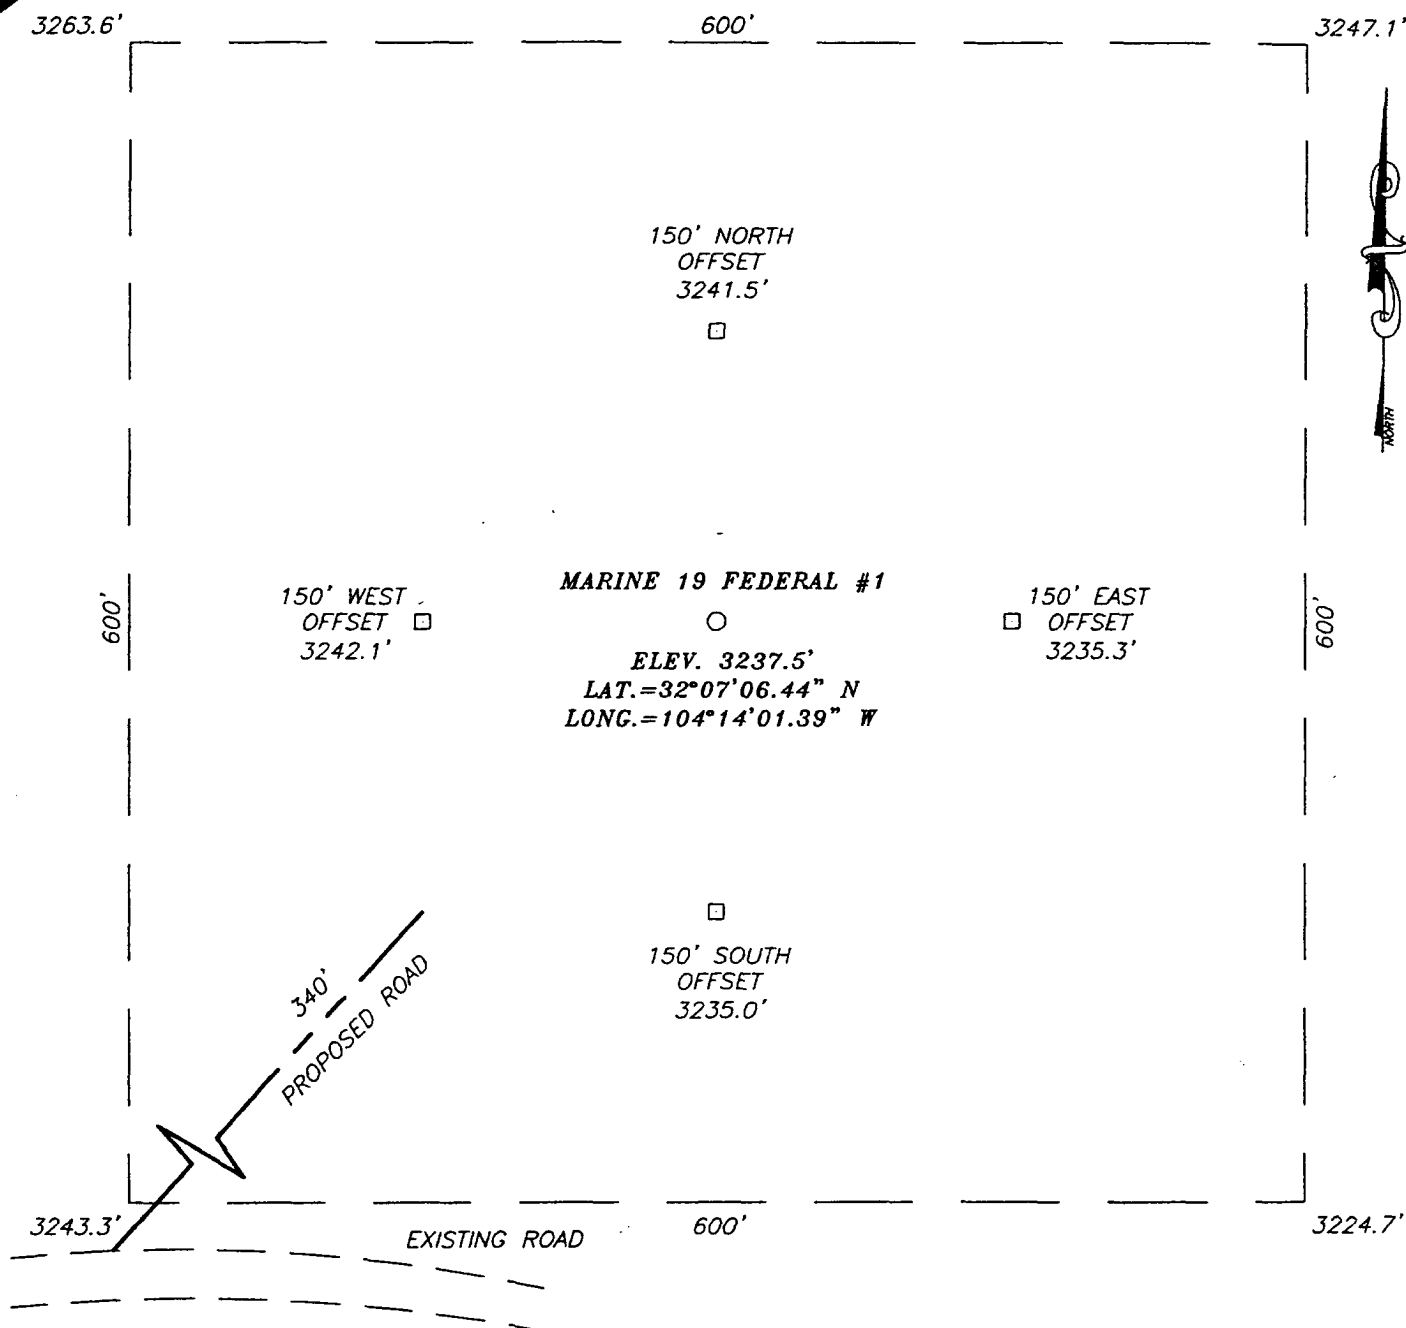 3263.6'
600'
3247.1'
NORTH
150' NORTH
OFFSET
3241.5'
600'
150' WEST
OFFSET
3242.1'
MARINE 19 FEDERAL #1
ELEV. 3237.5'
LAT.=32°07'06.44" N
LONG.=104°14'01.39" W
150' EAST
OFFSET
3235.3'
600'
150' SOUTH
OFFSET
3235.0'
340'
PROPOSED ROAD
3243.3'
EXISTING ROAD
600'
3224.7'